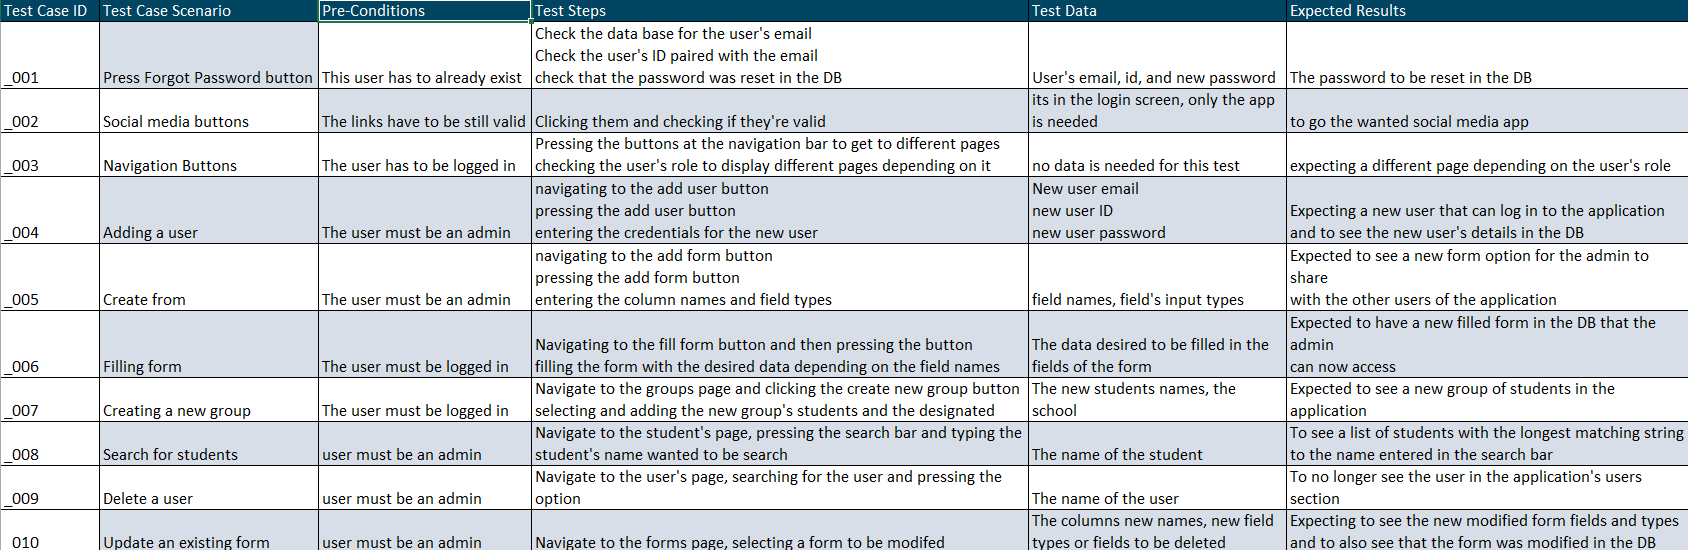 Test Case ID Test Case Scenario Pre-Conditions Test Steps Test Data Expected Results
Check the data base for the user's email
Check the user's ID paired with the email
_001 Press Forgot Password button This user has to already exist check that the password was reset in the DB User's email, id, and new password The password to be reset in the DB
its in the login screen, only the app
_002 Social media buttons The links have to be still valid Clicking them and checking if they're valid is needed to go the wanted social media app
Pressing the buttons at the navigation bar to get to different pages
_003 Navigation Buttons The user has to be logged in checking the user's role to display different pages depending on it no data is needed for this test expecting a different page depending on the user's role
navigating to the add user button New user email
pressing the add user button new user ID Expecting a new user that can log in to the application
_004 Adding a user The user must be an admin entering the credentials for the new user new user password and to see the new user's details in the DB
navigating to the add form button Expected to see a new form option for the admin to
pressing the add form button share
_005 Create from The user must be an admin entering the column names and field types field names, field's input types with the other users of the application
Expected to have a new filled form in the DB that the
Navigating to the fill form button and then pressing the button The data desired to be filled in the admin
_006 Filling form The user must be logged in filling the form with the desired data depending on the field names fields of the form can now access
Navigate to the groups page and clicking the create new group button The new students names, the Expected to see a new group of students in the
_007 Creating a new group The user must be logged in selecting and adding the new group's students and the designated school application
Navigate to the student's page, pressing the search bar and typing the To see a list of students with the longest matching string
_008 Search for students user must be an admin student's name wanted to be search The name of the student to the name entered in the search bar
Navigate to the user's page, searching for the user and pressing the To no longer see the user in the application's users
_009 Delete a user user must be an admin option The name of the user section
The columns new names, new field Expecting to see the new modified form fields and types
_010 Update an existing form user must be an admin Navigate to the forms page, selecting a form to be modifed types or fields to be deleted and to also see that the form was modified in the DB